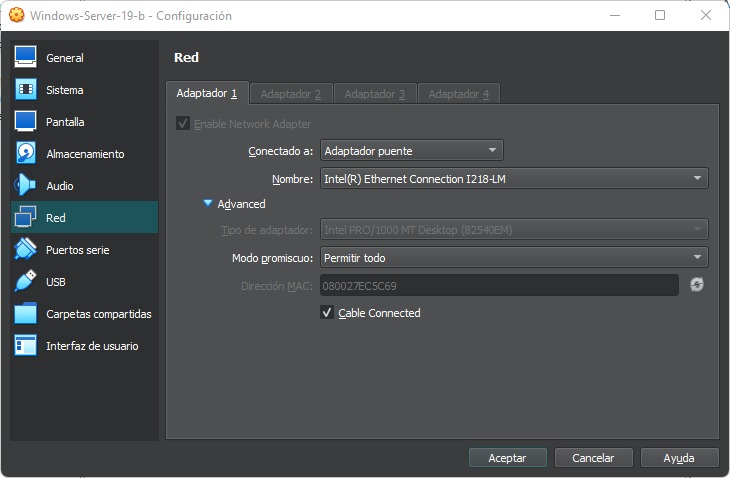 Windows-Server-19-b - Configuración
General
Sistema
Pantalla
Almacenamiento
Audio
Red
Puertos serie
USB
Carpetas compartidas
Interfaz de usuario
Red
Adaptador 1 Adaptador 2 Adaptador 3 Adaptador 4
Enable Network Adapter
Conectado a: Adaptador puente
Nombre: Intel(R) Ethernet Connection I218-LM
Advanced
Tipo de adaptador: Intel PRO/1000 MT Desktop (82540EM)
Modo promiscuo: Permitir todo
Dirección MAC: 080027EC5C69
Cable Connected
Aceptar Cancelar Ayuda